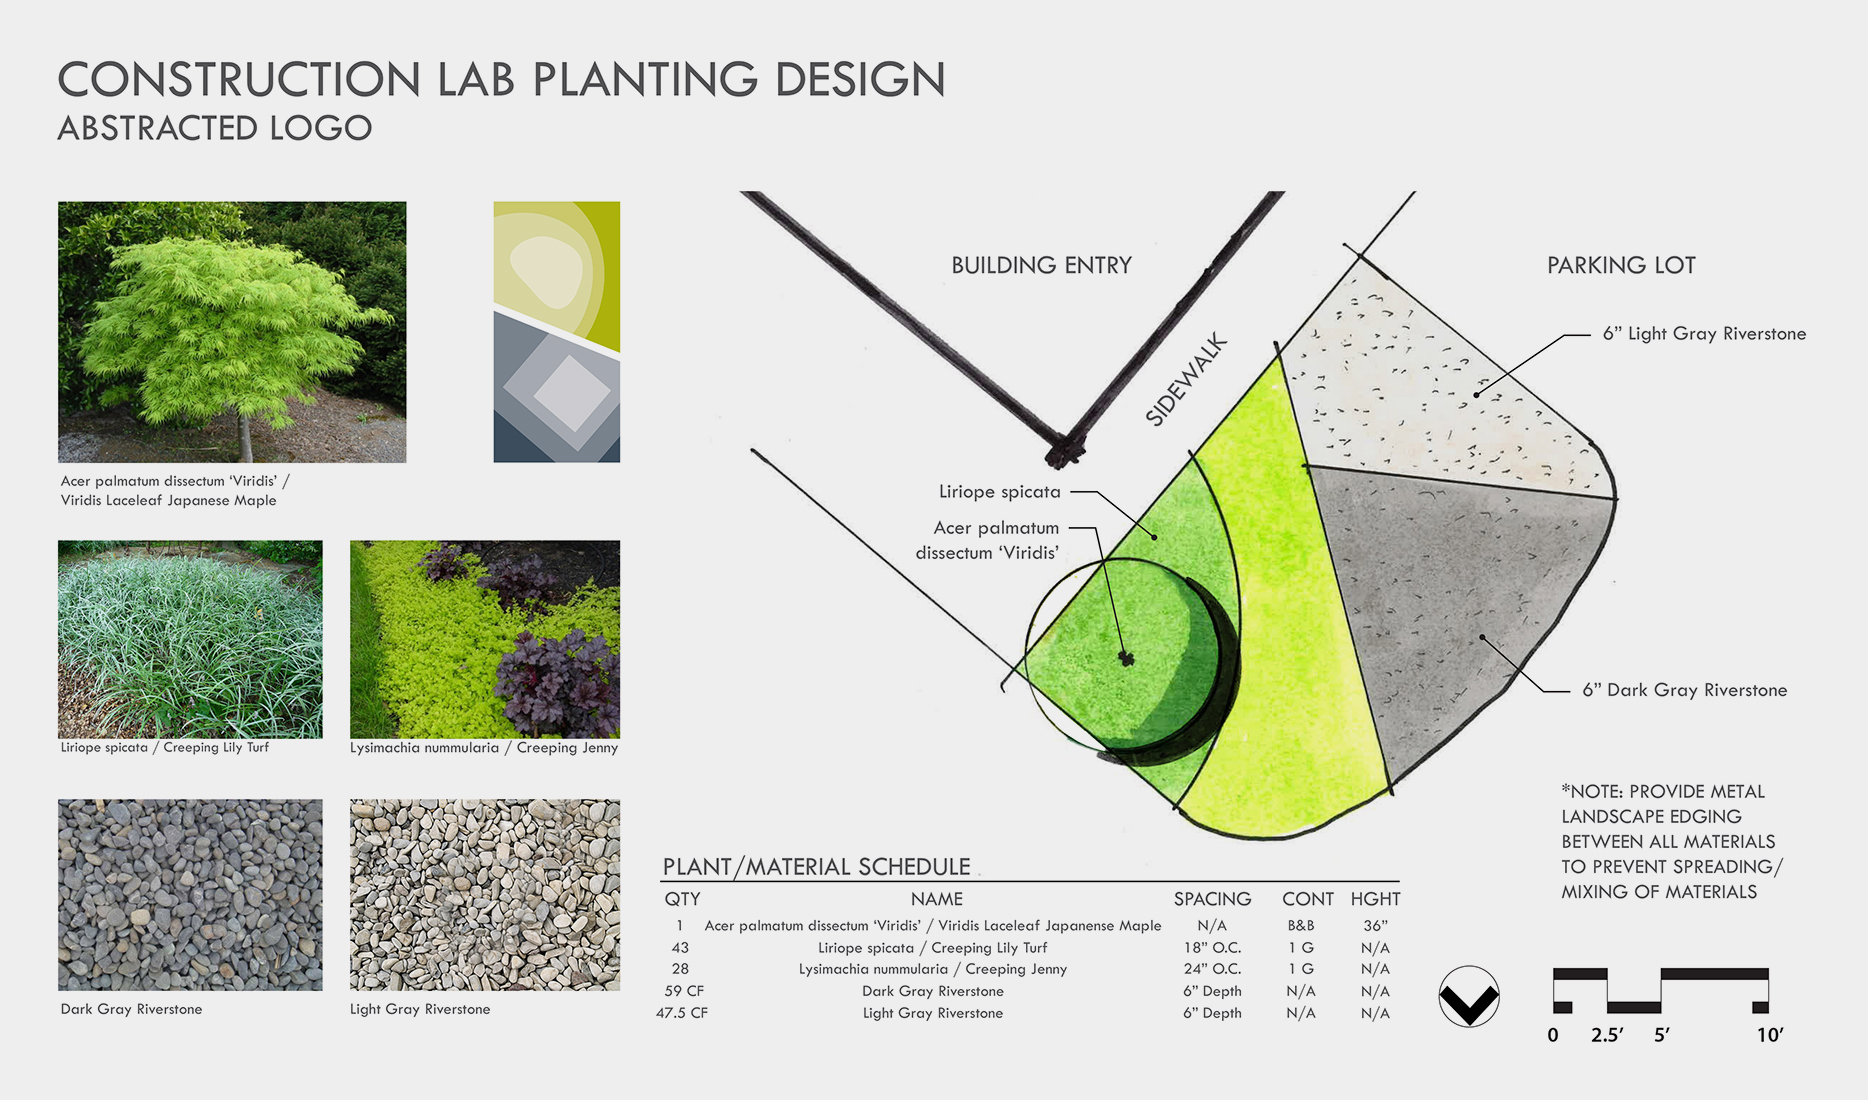 CONSTRUCTION LAB PLANTING DESIGN
ABSTRACTED LOGO
Acer palmatum dissectum ‘Viridis’ /
Viridis Laceleaf Japanese Maple
Liriope spicata / Creeping Lily Turf
Lysimachia nummularia / Creeping Jenny
Dark Gray Riverstone
Light Gray Riverstone
BUILDING ENTRY
PARKING LOT
SIDEWALK
6” Light Gray Riverstone
Liriope spicata
Acer palmatum
dissectum ‘Viridis’
6” Dark Gray Riverstone
*NOTE: PROVIDE METAL
LANDSCAPE EDGING
BETWEEN ALL MATERIALS
TO PREVENT SPREADING/
MIXING OF MATERIALS
PLANT/MATERIAL SCHEDULE
QTY NAME SPACING CONT HGHT
1 Acer palmatum dissectum ‘Viridis’ / Viridis Laceleaf Japanense Maple N/A B&B 36”
43 Liriope spicata / Creeping Lily Turf 18” O.C. 1 G N/A
28 Lysimachia nummularia / Creeping Jenny 24” O.C. 1 G N/A
59 CF Dark Gray Riverstone 6” Depth N/A N/A
47.5 CF Light Gray Riverstone 6” Depth N/A N/A
0 2.5’ 5’ 10’